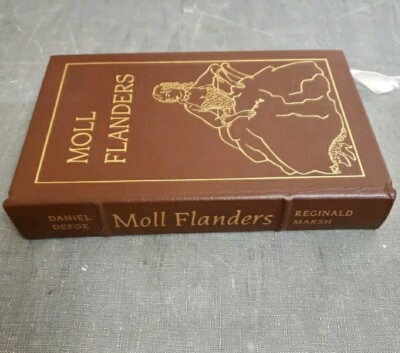 MOLL
FLANDERS
DANIEL
DEFOE
Moll Flanders
REGINALD
MARSH